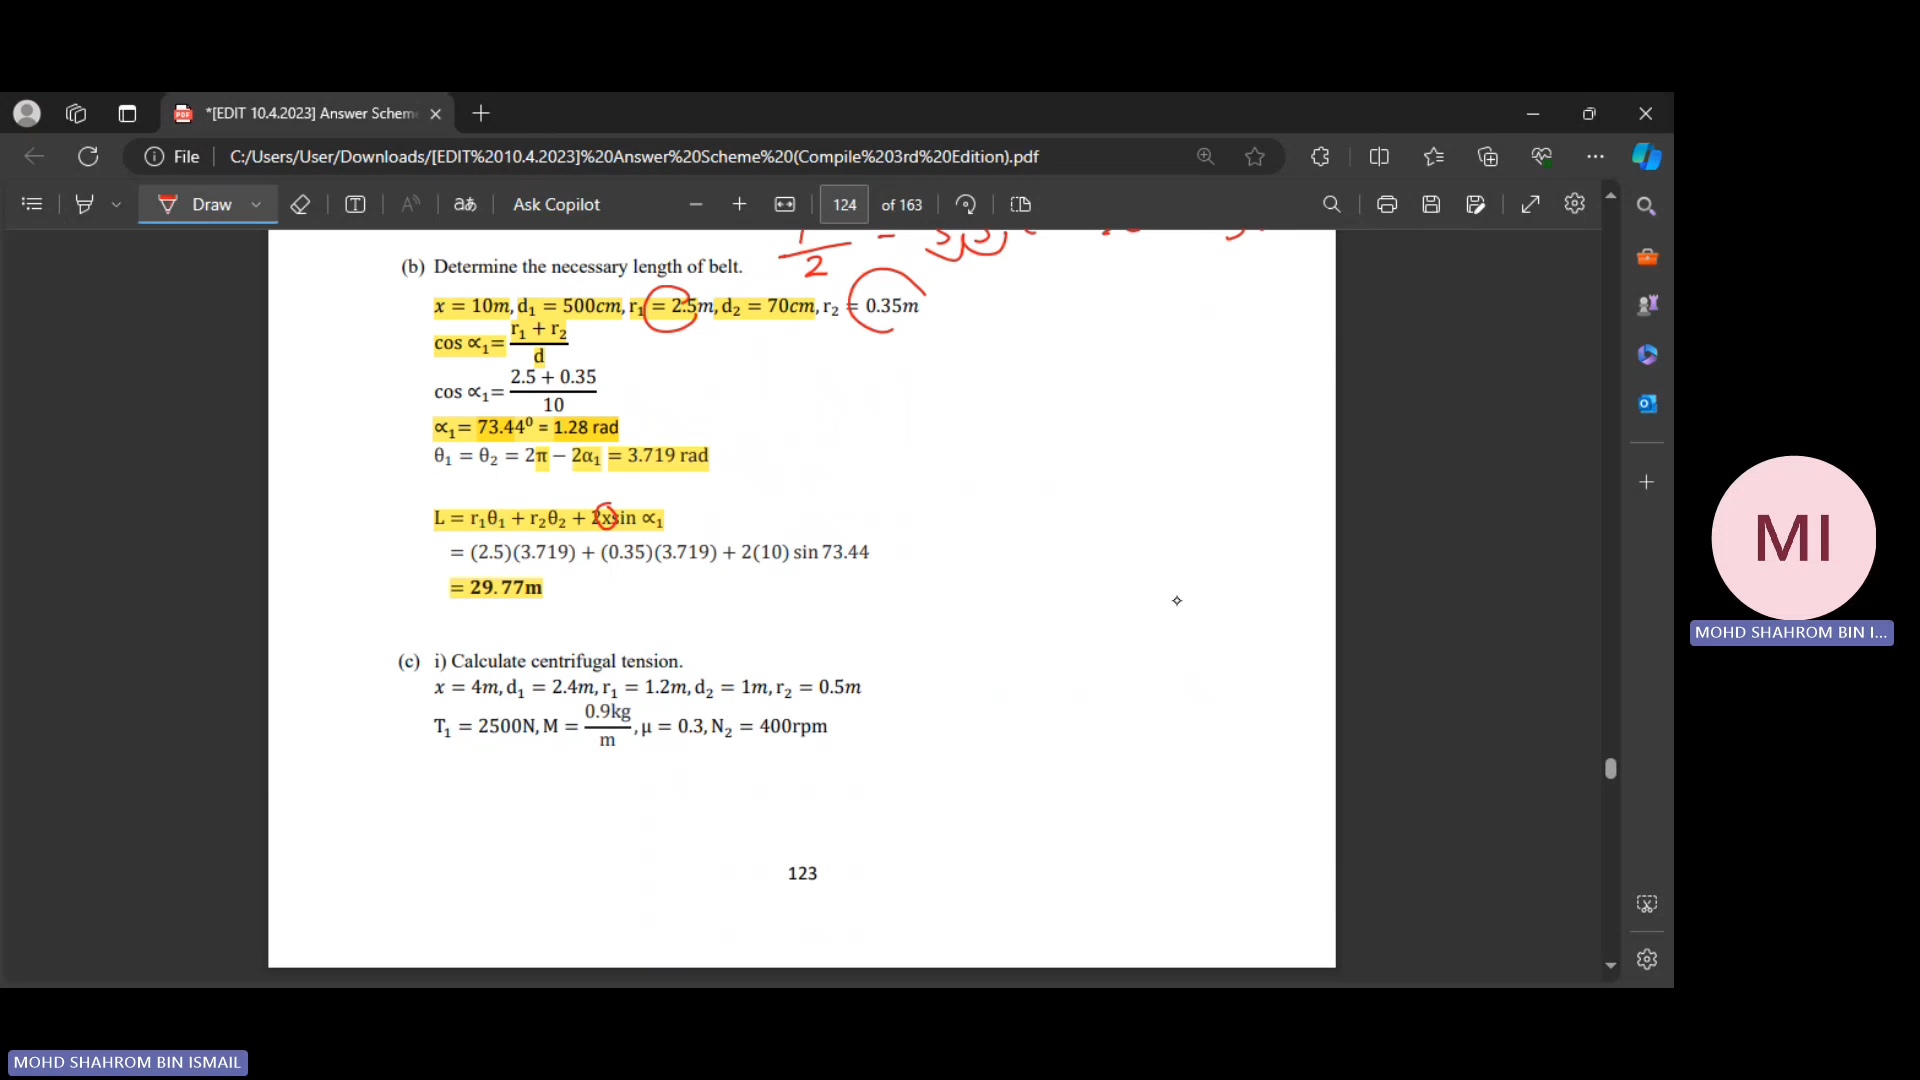 *[EDIT 10.4.2023] Answer Schem
File C:/Users/User/Downloads/[EDIT%2010.4.2023]%20Answer%20Scheme%20(Compile%203rd%20Edition).pdf
Draw aあ Ask Copilot 124 of 163
2
(b) Determine the necessary length of belt.
x = 10m, d₁ = 500cm, r₁ = 2.5m, d₂ = 70cm, r₂ = 0.35m
cos ∝₁= r₁ + r₂ / d
cos ∝₁= 2.5 + 0.35 / 10
∝₁= 73.44⁰ = 1.28 rad
θ₁ = θ₂ = 2π − 2α₁ = 3.719 rad
L = r₁θ₁ + r₂θ₂ + 2xsin ∝₁
= (2.5)(3.719) + (0.35)(3.719) + 2(10) sin 73.44
= 29.77m
(c) i) Calculate centrifugal tension.
x = 4m, d₁ = 2.4m, r₁ = 1.2m, d₂ = 1m, r₂ = 0.5m
T₁ = 2500N, M = 0.9kg / m, μ = 0.3, N₂ = 400rpm
123
MI
MOHD SHAHROM BIN I...
MOHD SHAHROM BIN ISMAIL